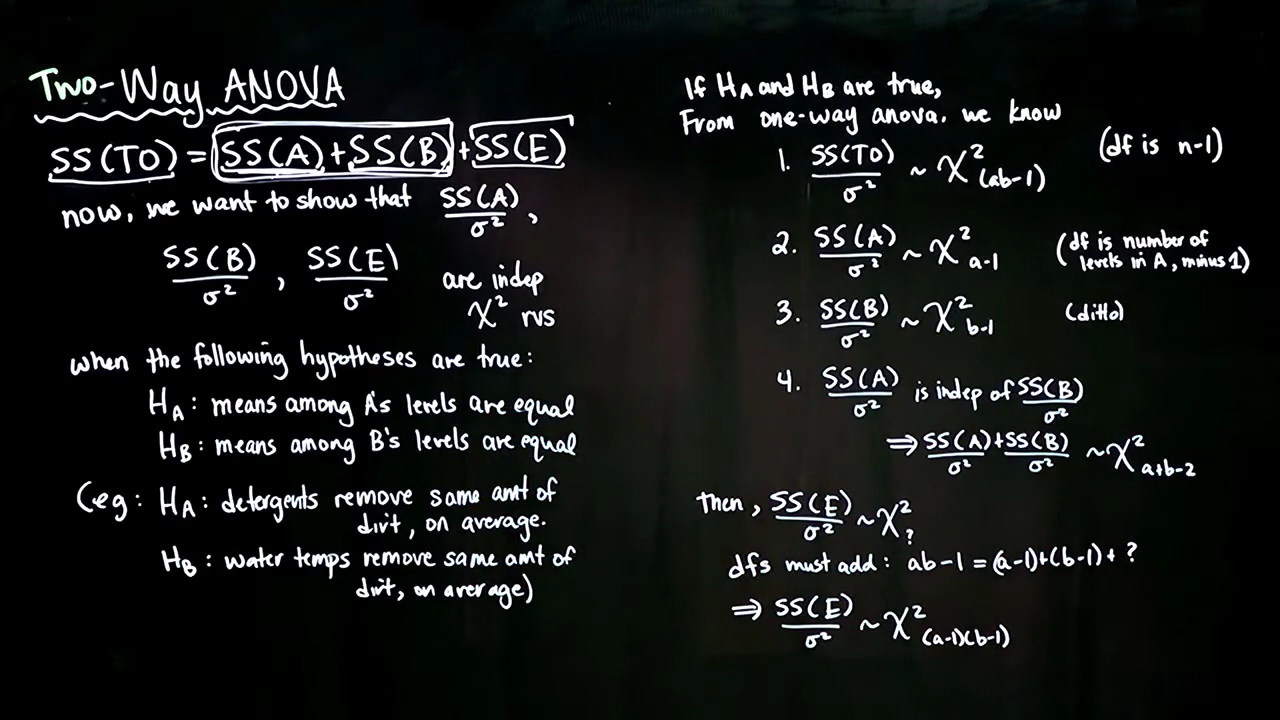 Two-Way ANOVA
SS(TO) = SS(A) + SS(B) + SS(E)
now, we want to show that SS(A)/σ²,
SS(B)/σ², SS(E)/σ² are indep
χ² rvs
when the following hypotheses are true:
H_A: means among A's levels are equal
H_B: means among B's levels are equal
(eg: H_A: detergents remove same amt of
dirt, on average.
H_B: water temps remove same amt of
dirt, on average)
If H_A and H_B are true,
From one-way anova, we know
1. SS(TO)/σ² ~ χ²_(ab-1) (df is n-1)
2. SS(A)/σ² ~ χ²_a-1 (df is number of
levels in A, minus 1)
3. SS(B)/σ² ~ χ²_b-1 (ditto)
4. SS(A)/σ² is indep of SS(B)/σ²
⇒ SS(A)/σ² + SS(B)/σ² ~ χ²_a+b-2
Then, SS(E)/σ² ~ χ²_?
dfs must add: ab-1 = (a-1)+(b-1)+ ?
⇒ SS(E)/σ² ~ χ²_(a-1)(b-1)